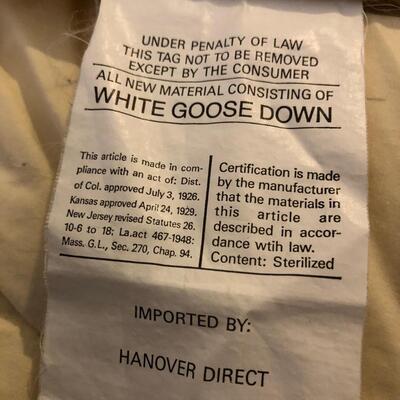 UNDER PENALTY OF LAW
THIS TAG NOT TO BE REMOVED
EXCEPT BY THE CONSUMER
ALL NEW MATERIAL CONSISTING OF
WHITE GOOSE DOWN
This article is made in com-
pliance with an act of: Dist.
of Col. approved July 3, 1926.
Kansas approved April 24, 1929.
New Jersey revised Statutes 26.
10-6 to 18; La.act 467-1948:
Mass. G.L., Sec. 270, Chap. 94.
Certification is made
by the manufacturer
that the materials in
this article are
described in accor-
dance wtih law.
Content: Sterilized
IMPORTED BY:
HANOVER DIRECT